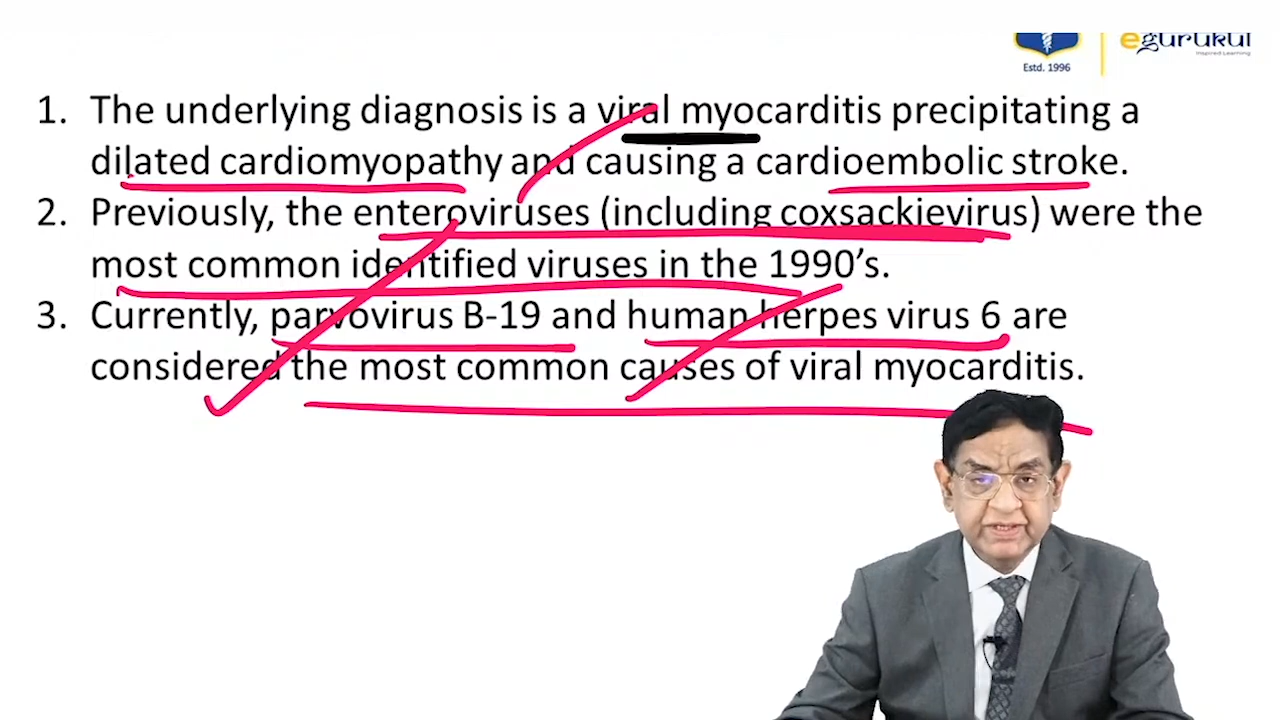 eGurukul
Inspired Learning
Estd. 1996
1. The underlying diagnosis is a viral myocarditis precipitating a
dilated cardiomyopathy and causing a cardioembolic stroke.
2. Previously, the enteroviruses (including coxsackievirus) were the
most common identified viruses in the 1990’s.
3. Currently, parvovirus B-19 and human herpes virus 6 are
considered the most common causes of viral myocarditis.